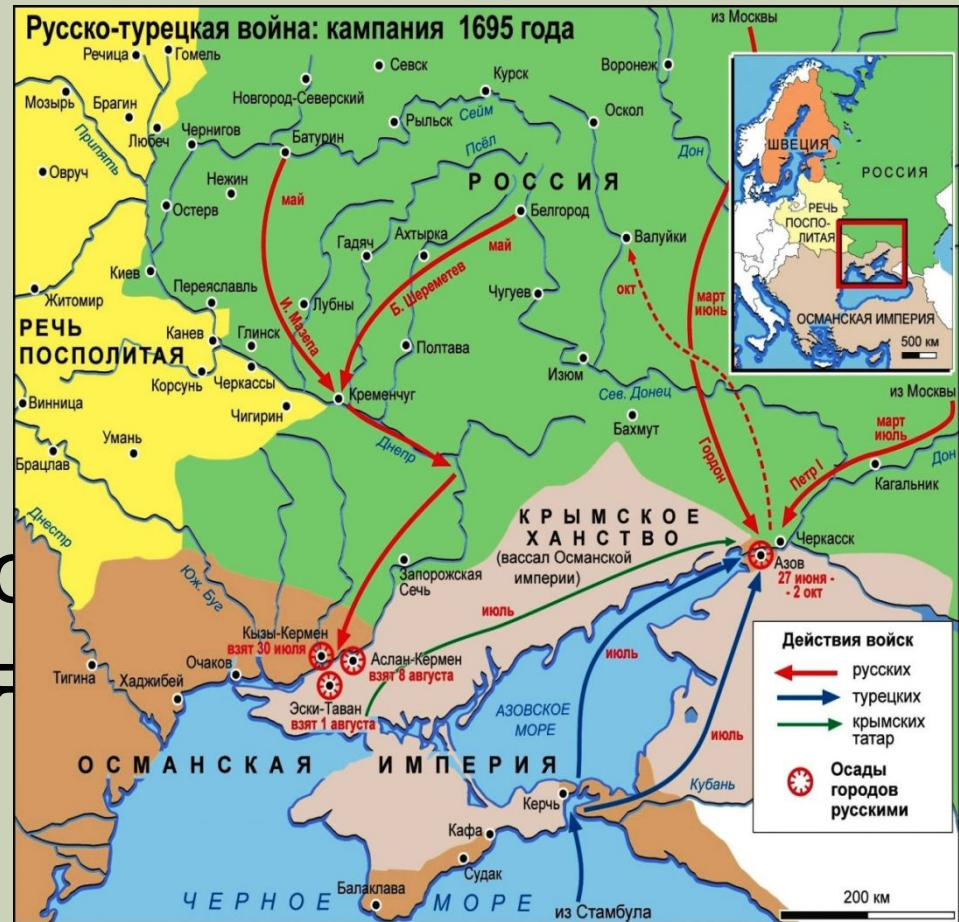 Русско-турецкая война: кампания 1695 года
из Москвы
Речица
Гомель
Севск
Воронеж
Курск
Мозырь
Брагин
Новгород-Северский
Оскол
Сейм
Рыльск
Любеч
Чернигов
Батурин
Припять
Псёл
Дон
Овруч
Нежин
РОССИЯ
май
Остерв
Белгород
Гадяч
Ахтырка
май
Валуйки
Киев
Б. Шереметев
окт
март
июнь
Переяславль
Лубны
Чугуев
Житомир
И. Мазепа
РЕЧЬ
ПОСПОЛИТАЯ
Канев
Глинск
Полтава
Корсунь
Черкассы
Изюм
Кременчуг
Сев. Донец
Винница
Чигирин
Бахмут
Умань
Днепр
Брацлав
Гордон
ШВЕЦИЯ
РОССИЯ
РЕЧЬ
ПОСПО-
ЛИТАЯ
ОСМАНСКАЯ ИМПЕРИЯ
500 км
из Москвы
март
июль
Дон
Петр I
Кагальник
Днестр
КРЫМСКОЕ
ХАНСТВО
(вассал Османской
империи)
Черкасск
Азов
27 июня -
- 2 окт
Запорожская
Сечь
Юж. Буг
июль
Кызы-Кермен
взят 30 июля
Аслан-Кермен
взят 8 августа
Эски-Таван
взят 1 августа
Очаков
Тигина
Хаджибей
июль
АЗОВСКОЕ
МОРЕ
июль
ОСМАНСКАЯ ИМПЕРИЯ
Кубань
Керчь
Кафа
Судак
Балаклава
ЧЕРНОЕ МОРЕ
из Стамбула
Действия войск
русских
турецких
крымских
татар
Осады
городов
русскими
200 км